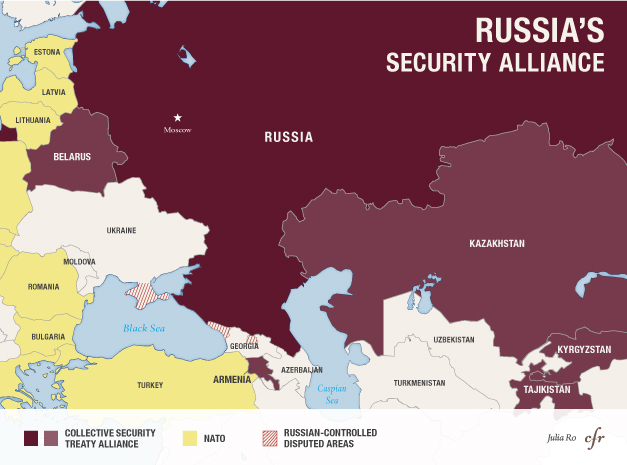 RUSSIA'S
SECURITY ALLIANCE
ESTONA
LATVIA
LITHUANIA
Moscow
RUSSIA
BELARUS
UKRAINE
KAZAKHSTAN
MOLDOVA
ROMANIA
Black Sea
BULGARIA
GEORGIA
UZBEKISTAN
KYRGYZSTAN
AZERBAIJAN
ARMENIA
TURKEY
TURKMENISTAN
TAJIKISTAN
Caspian
Sea
COLLECTIVE SECURITY
TREATY ALLIANCE
NATO
RUSSIAN-CONTROLLED
DISPUTED AREAS
Julia Ro cfr